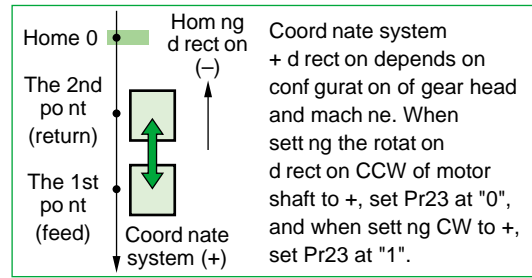 Home 0
The 2nd
po nt
(return)
The 1st
po nt
(feed)
Hom ng
d rect on
(–)
Coord nate
system (+)
Coord nate system
+ d rect on depends on
conf gurat on of gear head
and mach ne. When
sett ng the rotat on
d rect on CCW of motor
shaft to +, set Pr23 at "0",
and when sett ng CW to +,
set Pr23 at "1".